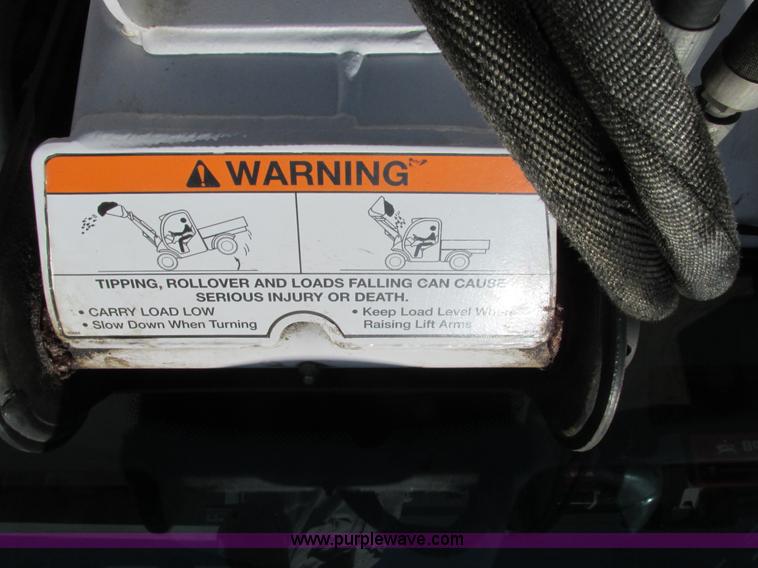 WARNING
TIPPING, ROLLOVER AND LOADS FALLING CAN CAUSE
SERIOUS INJURY OR DEATH.
• CARRY LOAD LOW
• Slow Down When Turning
• Keep Load Level When
Raising Lift Arms
www.purplewave.com